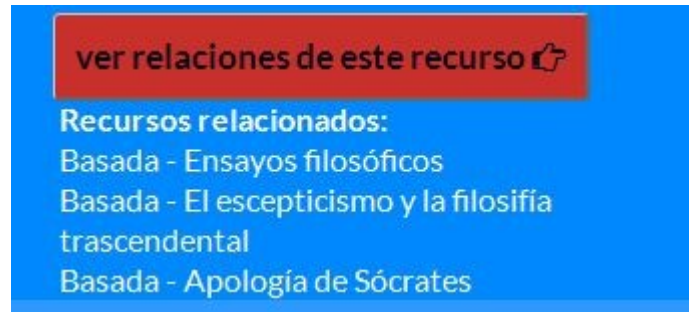 ver relaciones de este recurso
Recursos relacionados:
Basada - Ensayos filosóficos
Basada - El escepticismo y la filosifía
trascendental
Basada - Apología de Sócrates